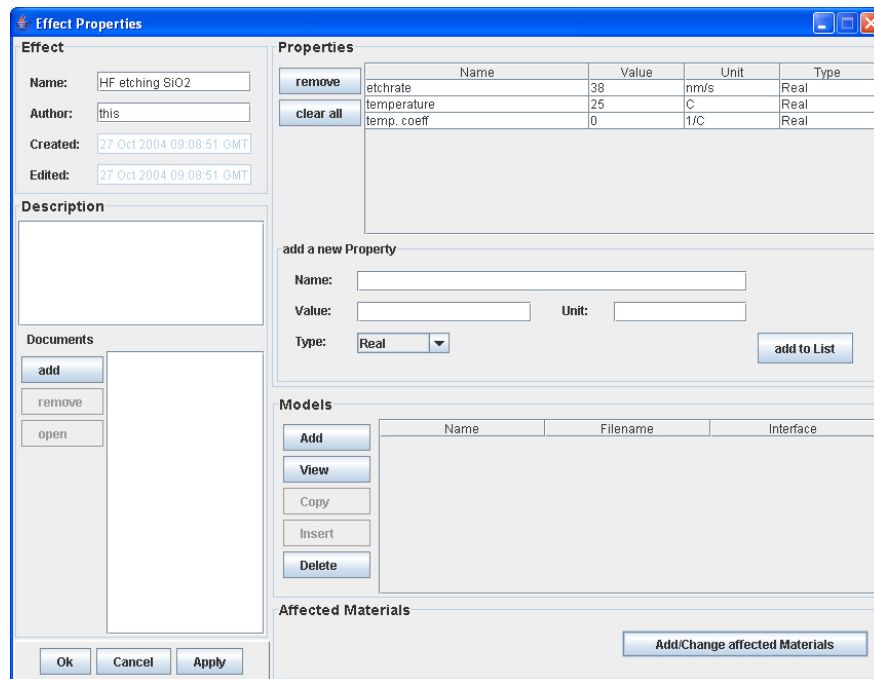 Effect Properties
Effect
Name: HF etching SiO2
Author: this
Created: 27 Oct 2004 09:08:51 GMT
Edited: 27 Oct 2004 09:08:51 GMT
Description
Documents
add
remove
open
Ok Cancel Apply
Properties
remove
clear all
Name Value Unit Type
etchrate 38 nm/s Real
temperature 25 C Real
temp. coeff 0 1/C Real
add a new Property
Name:
Value: Unit:
Type: Real
add to List
Models
Add
View
Copy
Insert
Delete
Name Filename Interface
Affected Materials
Add/Change affected Materials